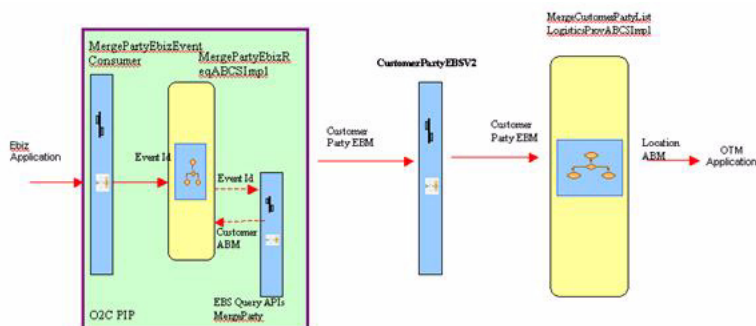 MergeCustomerPartyList
LogisticsProvABCSImpl
MergePartyEbizEvent
Consumer
MergePartyEbizR
eqABCSImpl
CustomerPartyEBSV2
Ebiz
Application
Event Id
Event Id
Customer
ABM
Customer
Party EBM
Customer
Party EBM
Location
ABM
OTM
Application
EBS Query APIs
MergeParty
O2C PIP